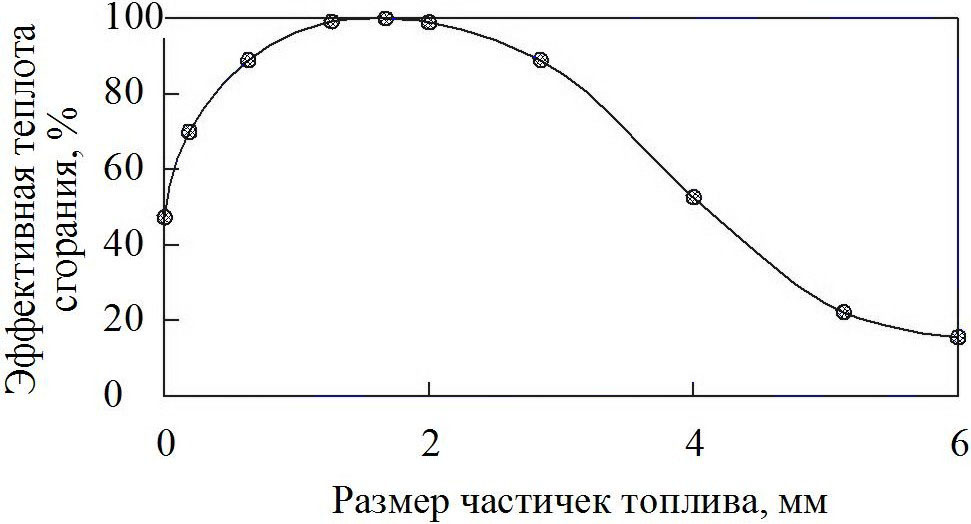 Эффективная теплота
сгорания, %
100
80
60
40
20
0
0 2 4 6
Размер частичек топлива, мм